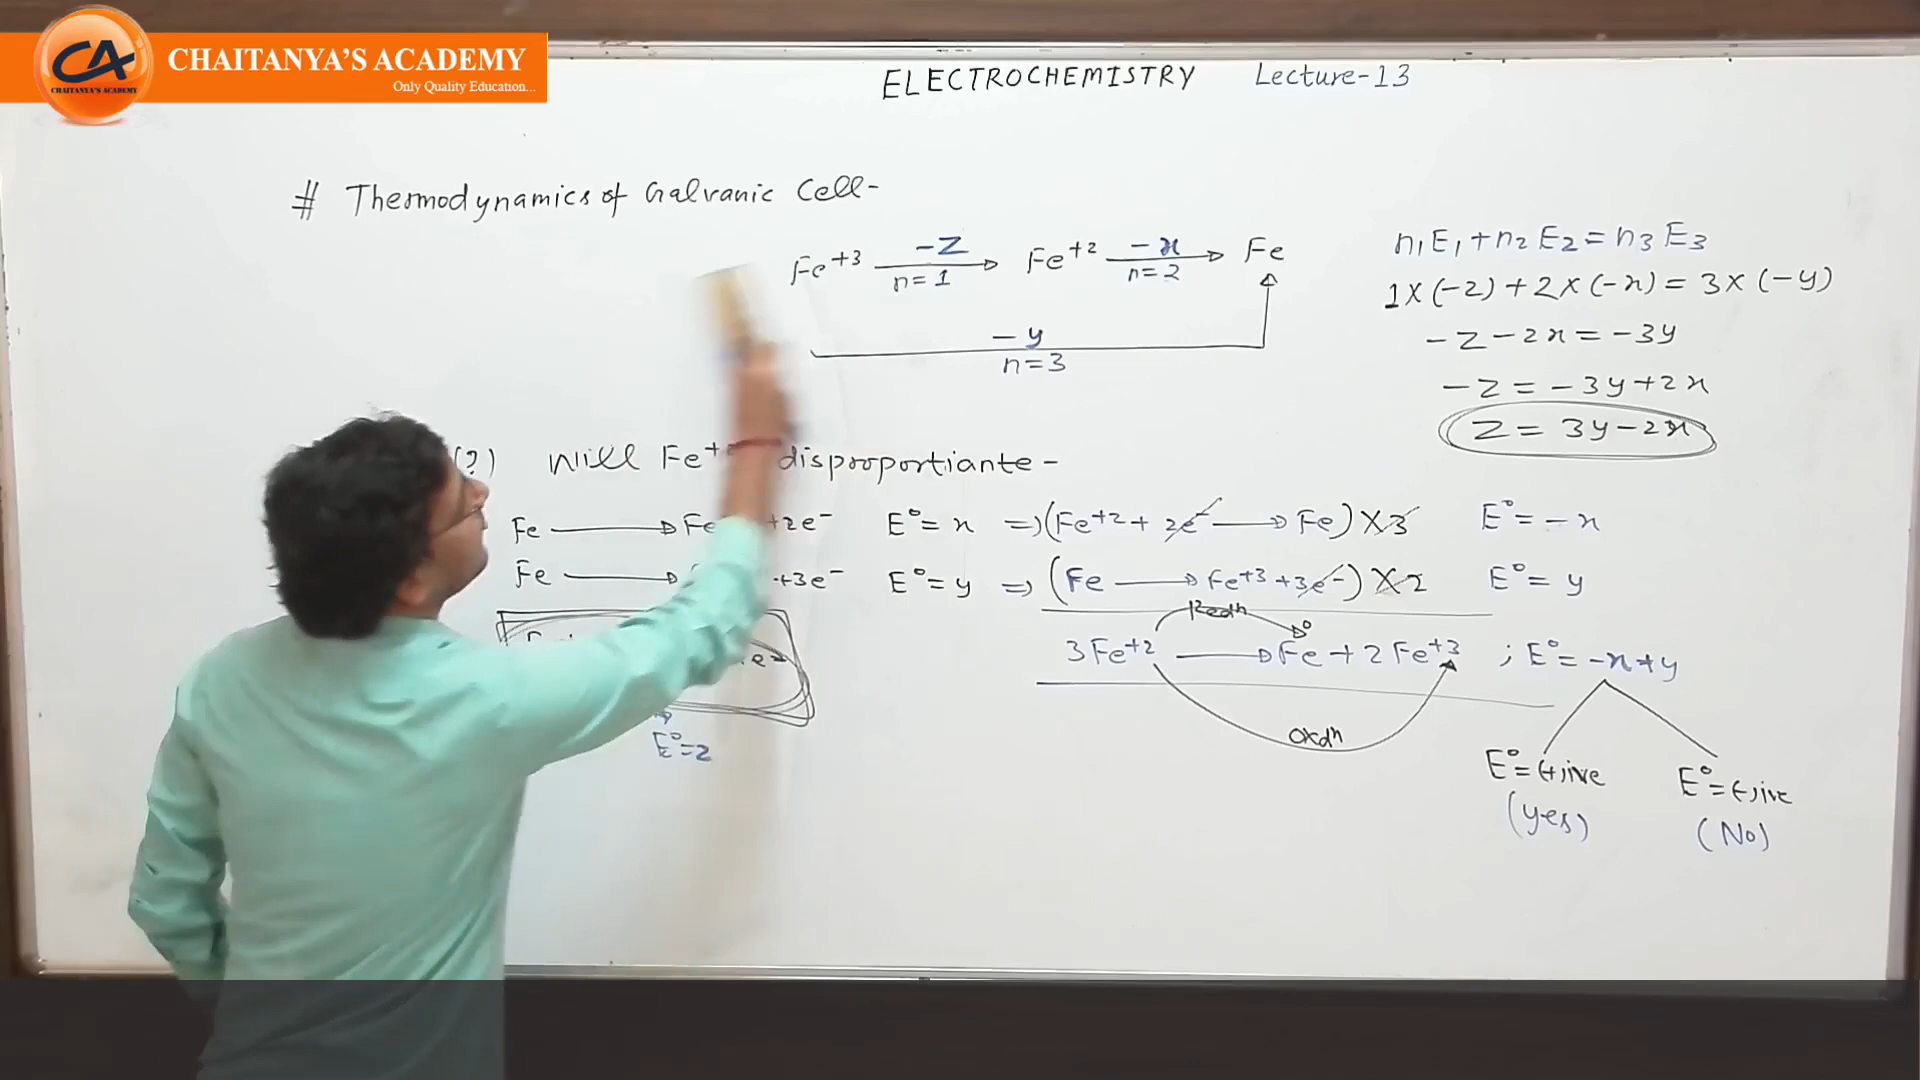 CA
CHAITANYA'S ACADEMY
CHAITANYA'S ACADEMY
Only Quality Education...
ELECTROCHEMISTRY Lecture-13
# Thermodynamics of Galvanic Cell-
Fe+3 -z n=1 → Fe+2 -x n=2 → Fe
-y
n=3
n1E1+n2E2=n3E3
1×(-z)+2×(-x)=3×(-y)
-z-2x=-3y
-z=-3y+2x
z=3y-2x
(?) Will Fe+ disproportiante-
Fe → Fe +2e- E°=x ⇒(Fe+2+2e- → Fe)×3 E°=-x
Fe → +3e- E°=y ⇒(Fe → Fe+3+3e-)×2 E°=y
Redn
3Fe+2 → Fe+2Fe+3 ; E°=-x+y
Oxdn
E°=z
E°=(+)ive E°=(-)ive
(yes) (No)